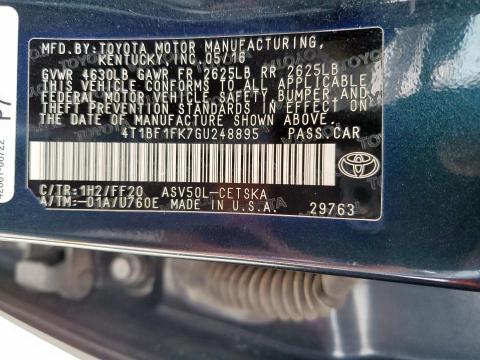 MFD. BY: TOYOTA MOTOR MANUFACTURING,
KENTUCKY, INC. 05/16
GVWR 4630LB GAWR FR 2625LB RR 2625LB
THIS VEHICLE CONFORMS TO ALL APPLICABLE
FEDERAL MOTOR VEHICLE SAFETY, BUMPER, AND
THEFT PREVENTION STANDARDS IN EFFECT ON
THE DATE OF MANUFACTURE SHOWN ABOVE.
4T1BF1FK7GU248895 PASS.CAR
C/TR: 1H2/FF20 ASV50L-CETSKA
A/TM: -01A/U760E MADE IN U.S.A.
TOYOTA
29763